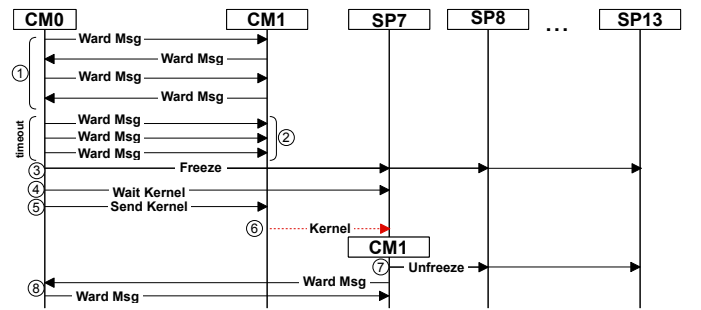 CM0 CM1 SP7 SP8 ... SP13
Ward Msg
Ward Msg
① Ward Msg
Ward Msg
timeout Ward Msg
Ward Msg ②
Ward Msg
③ Freeze
④ Wait Kernel
⑤ Send Kernel
⑥ Kernel
CM1
⑦ Unfreeze
Ward Msg
⑧ Ward Msg